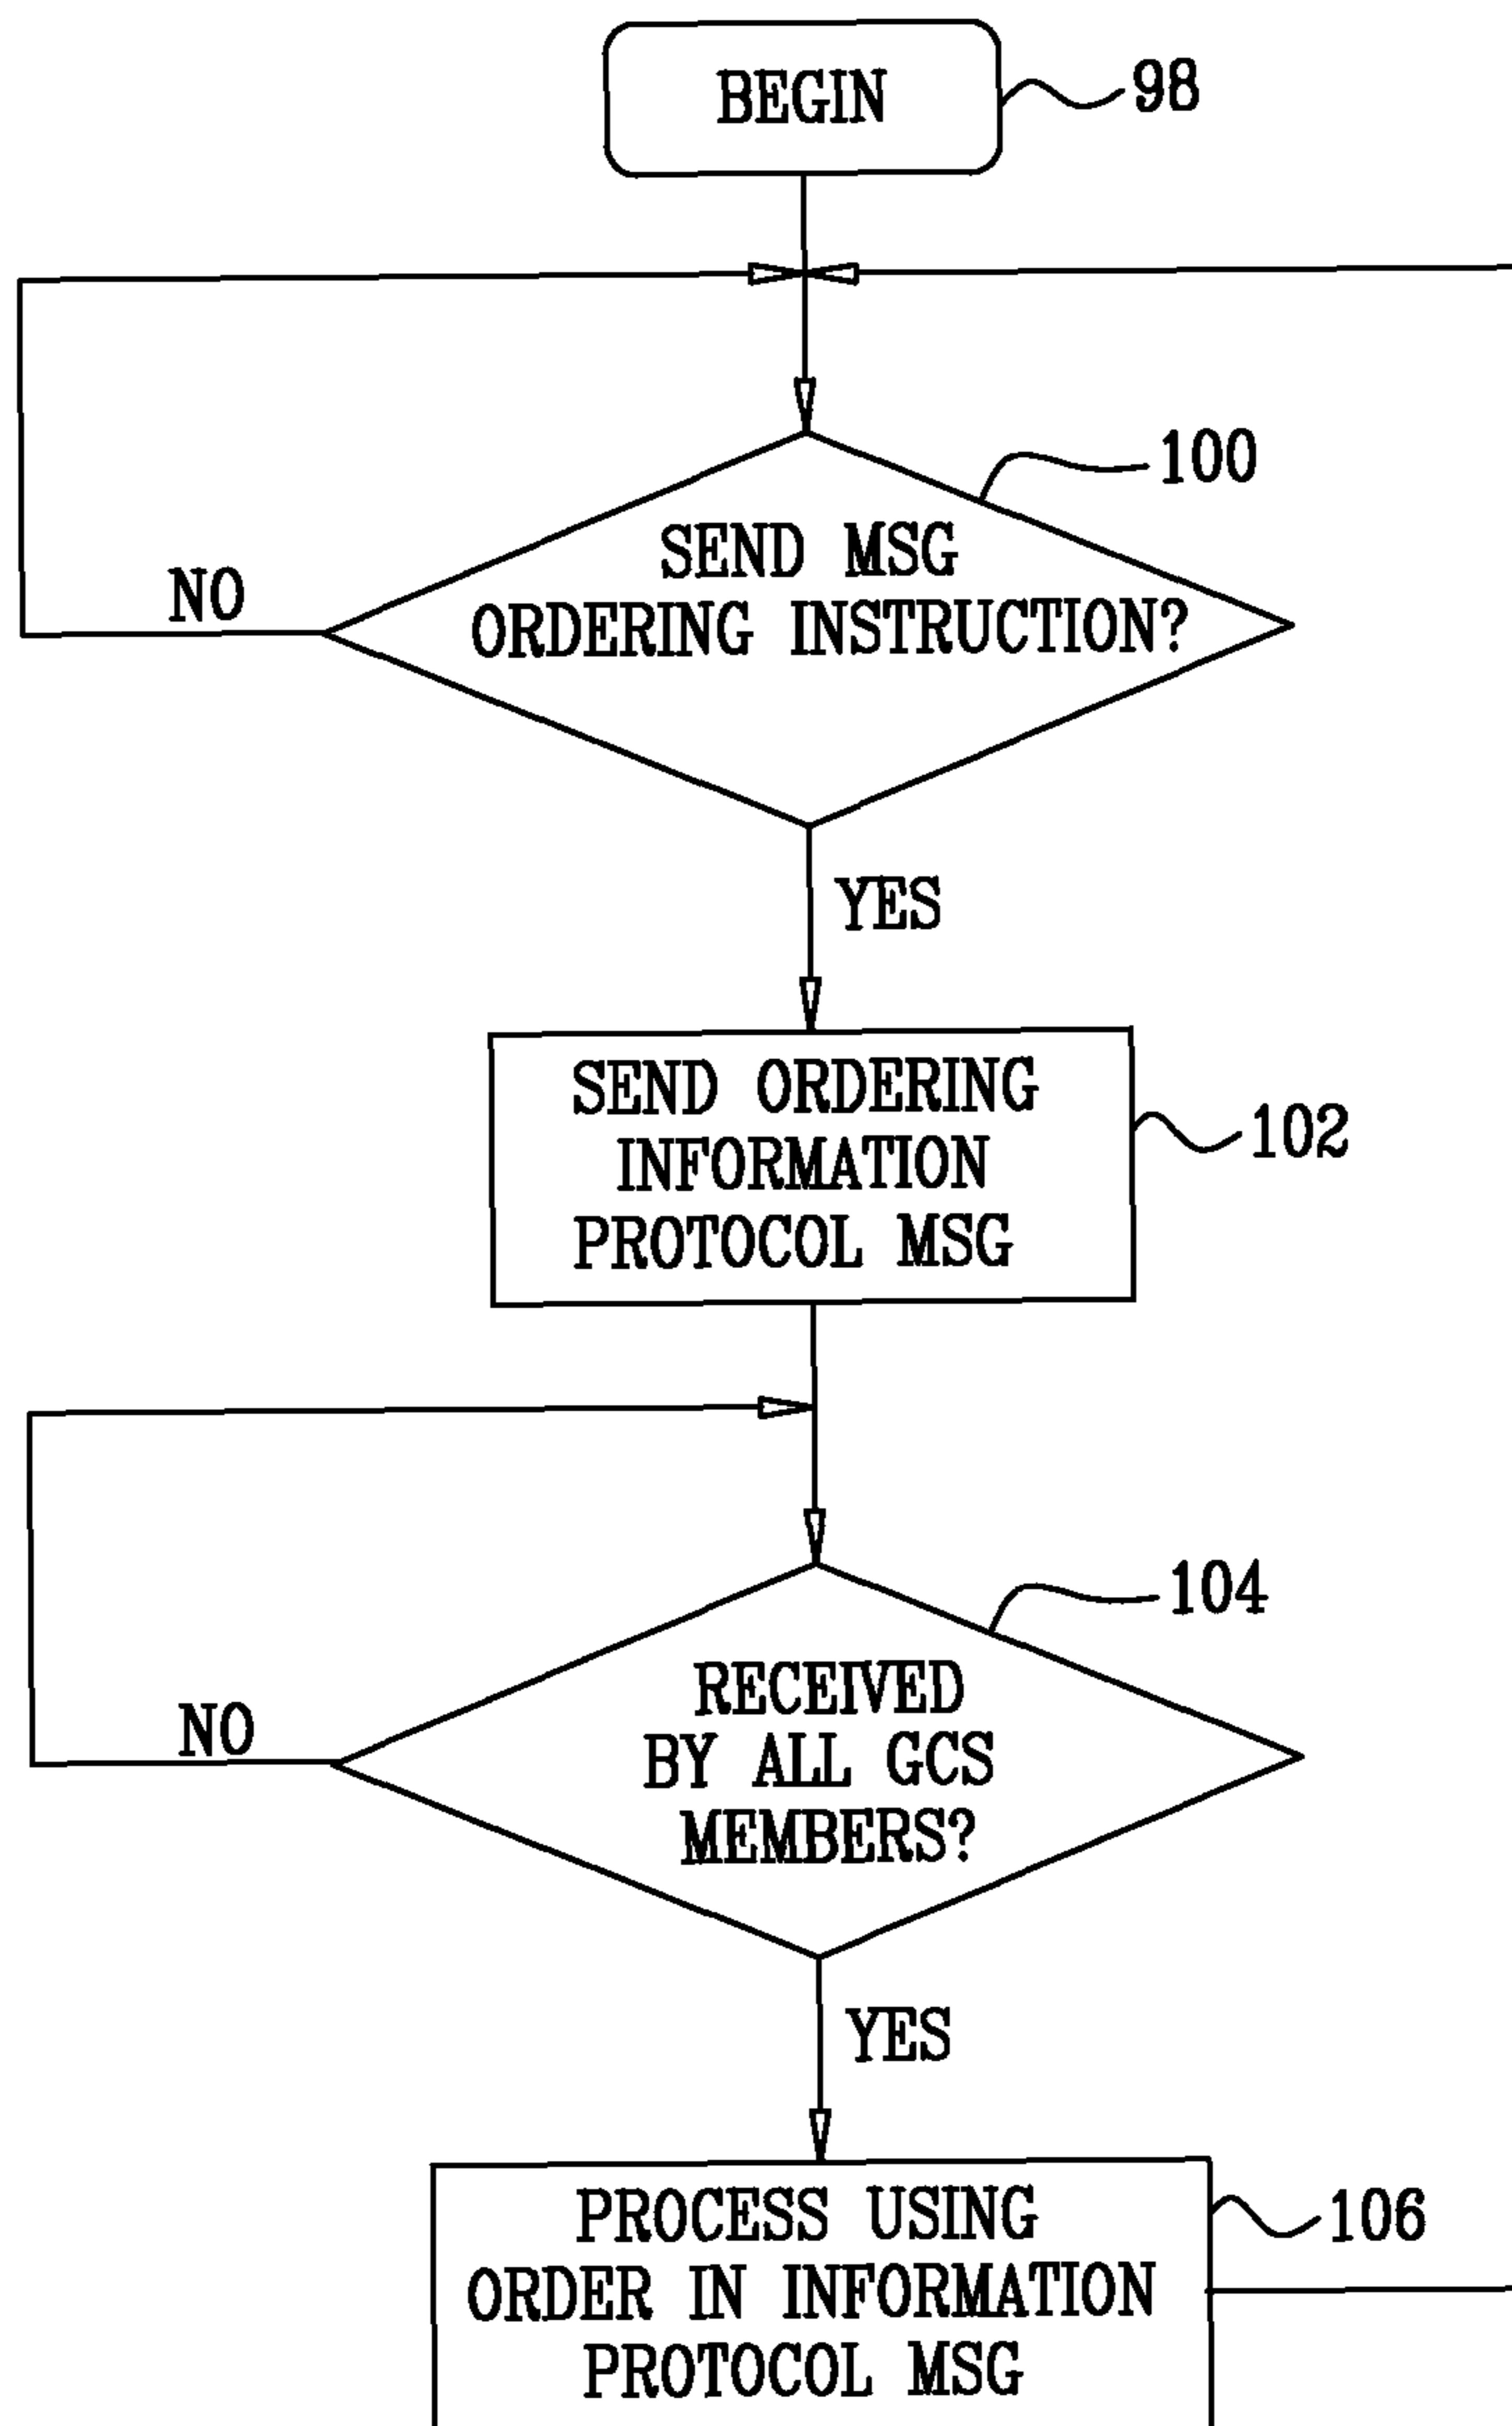 BEGIN
98
100
SEND MSG
ORDERING INSTRUCTION?
NO
YES
SEND ORDERING
INFORMATION
PROTOCOL MSG
102
104
RECEIVED
BY ALL GCS
MEMBERS?
NO
YES
PROCESS USING
ORDER IN INFORMATION
PROTOCOL MSG
106